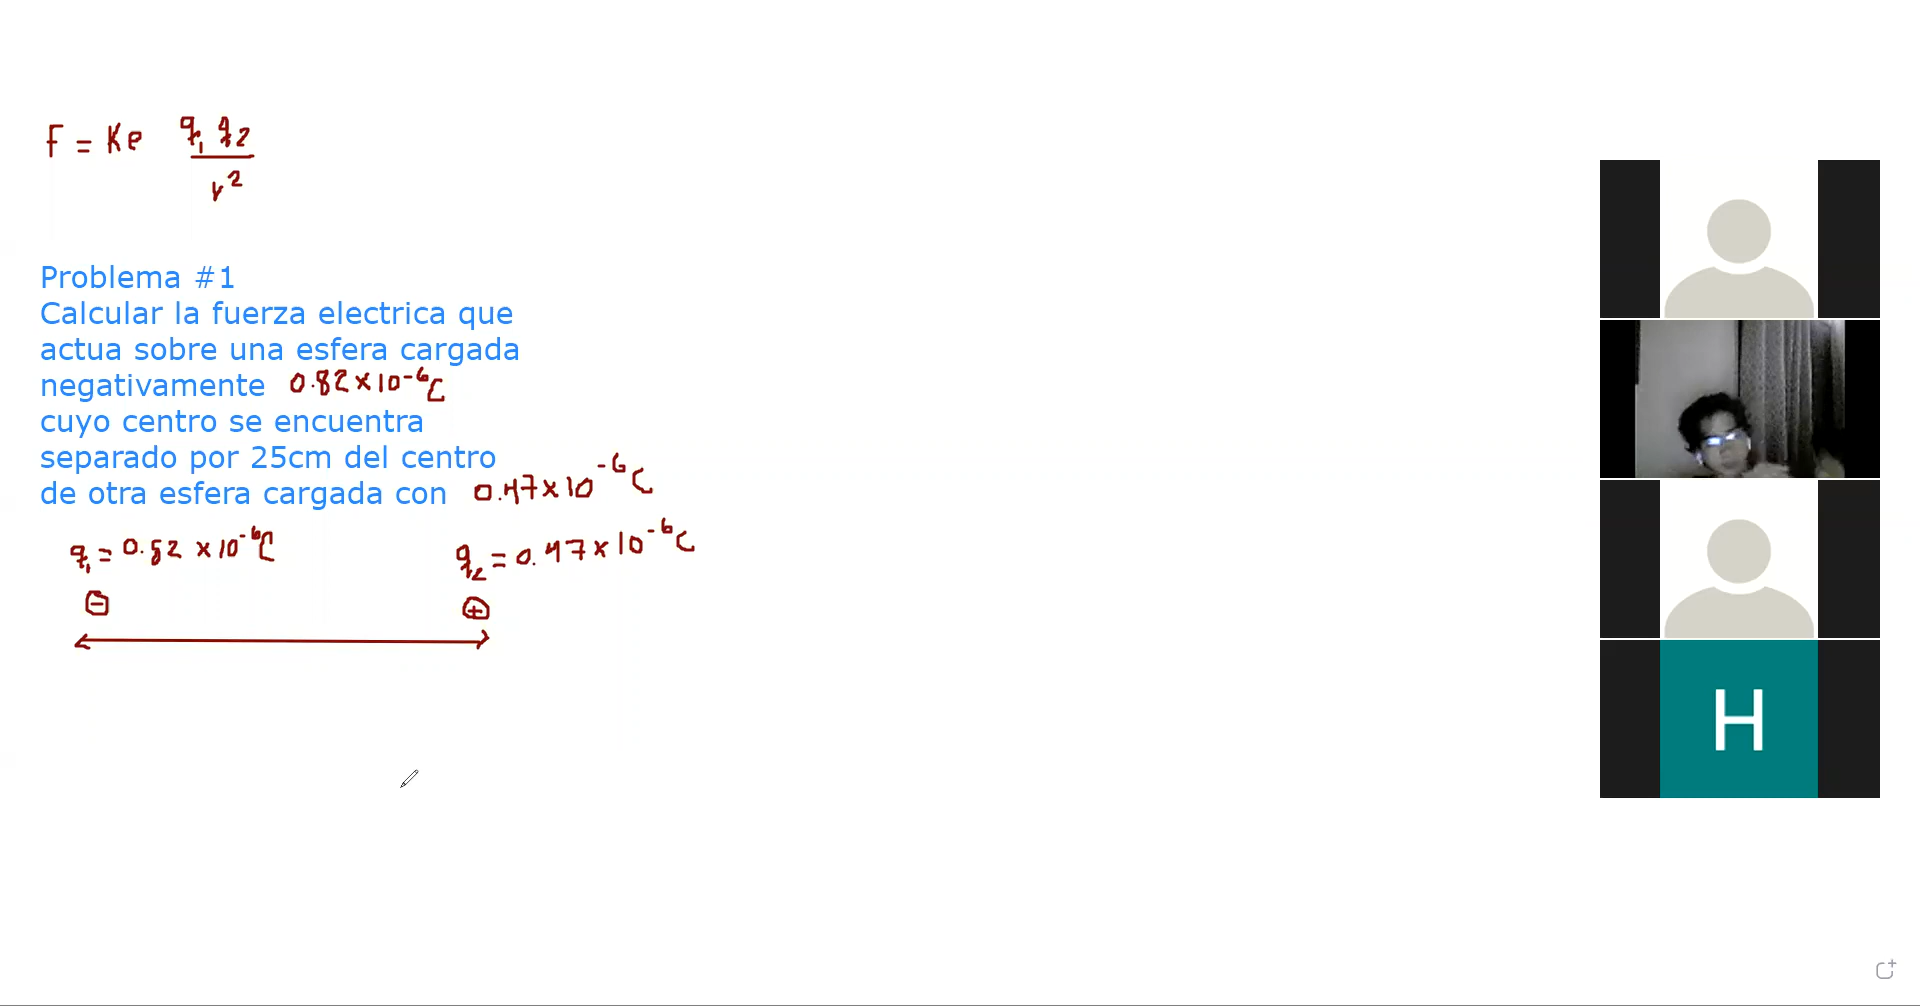 F = Ke q₁ q₂
r²
Problema #1
Calcular la fuerza electrica que
actua sobre una esfera cargada
negativamente 0.82 x 10⁻⁶C
cuyo centro se encuentra
separado por 25cm del centro
de otra esfera cargada con 0.47 x 10⁻⁶C
q₁ = 0.82 x 10⁻⁶C q₂ = 0.47 x 10⁻⁶C
- +
H